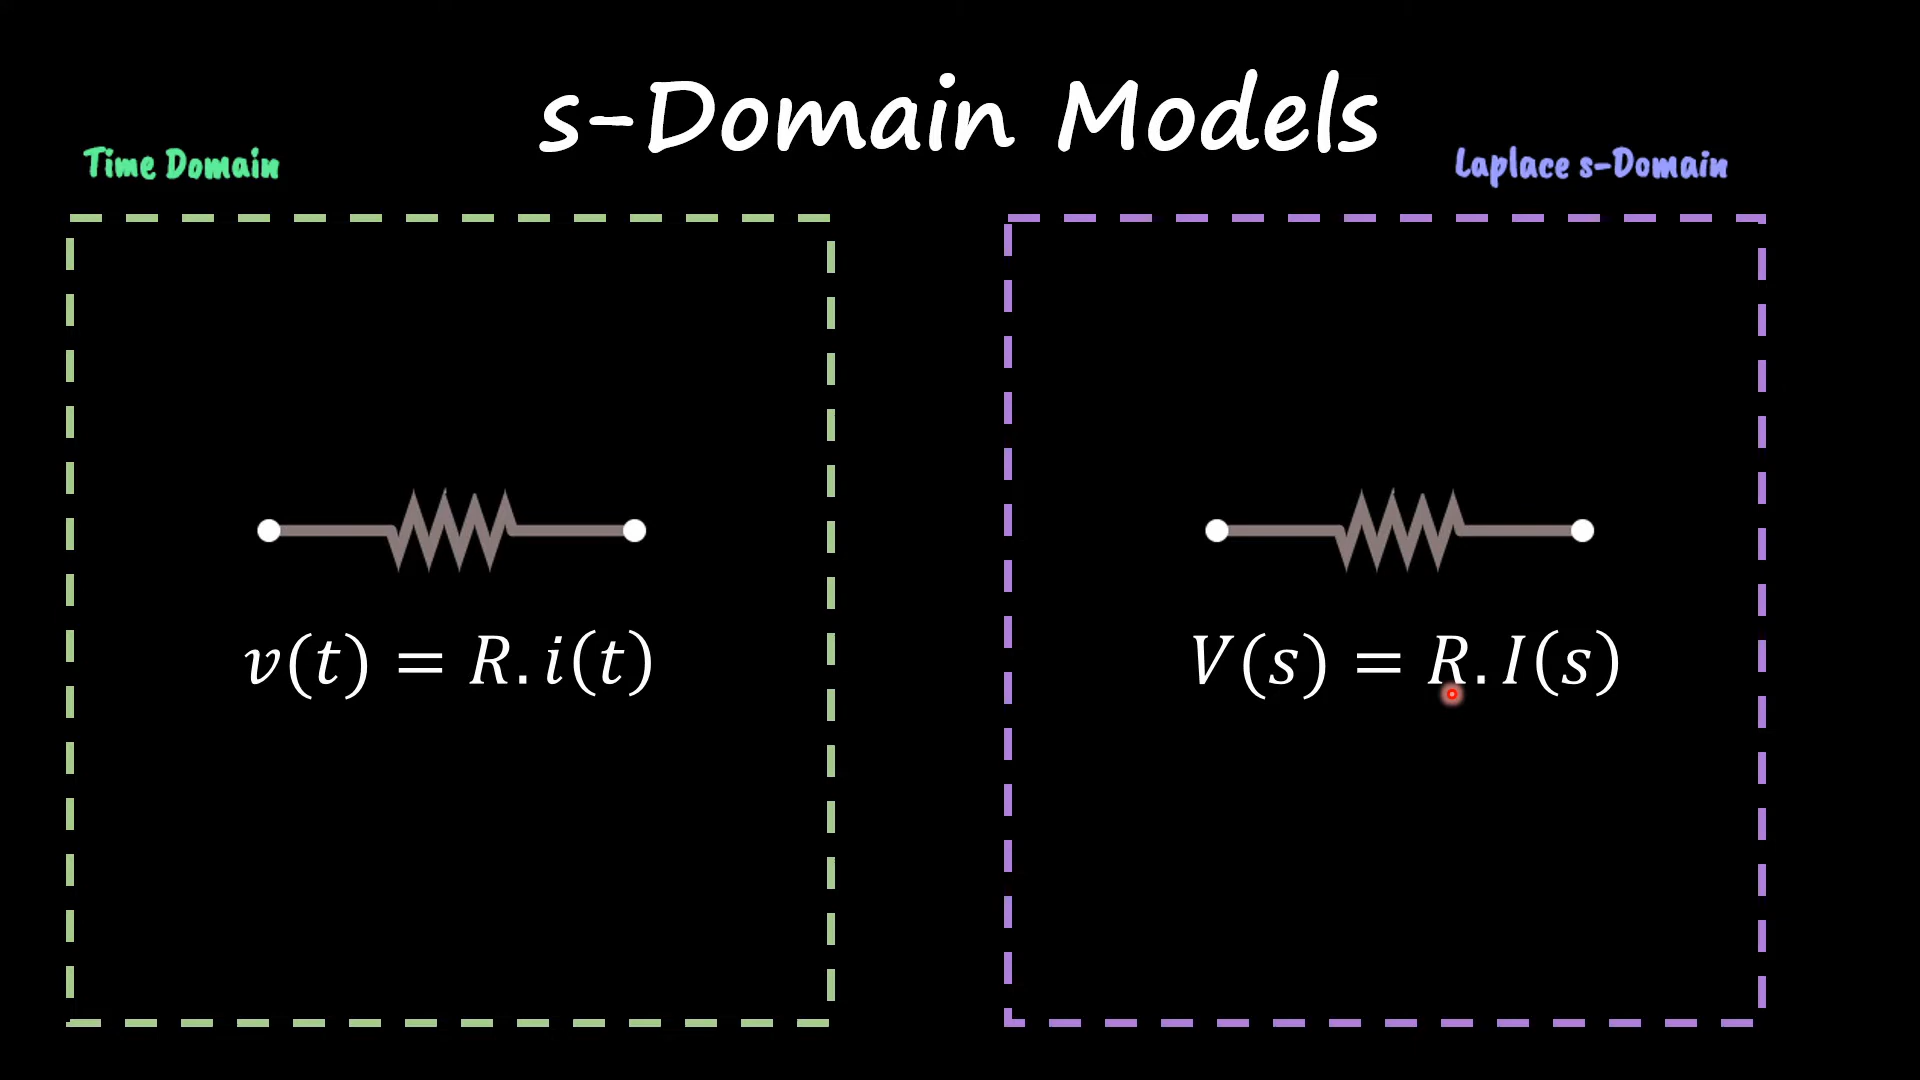 s-Domain Models
Time Domain
Laplace s-Domain
v(t) = R. i(t)
V(s) = R. I(s)